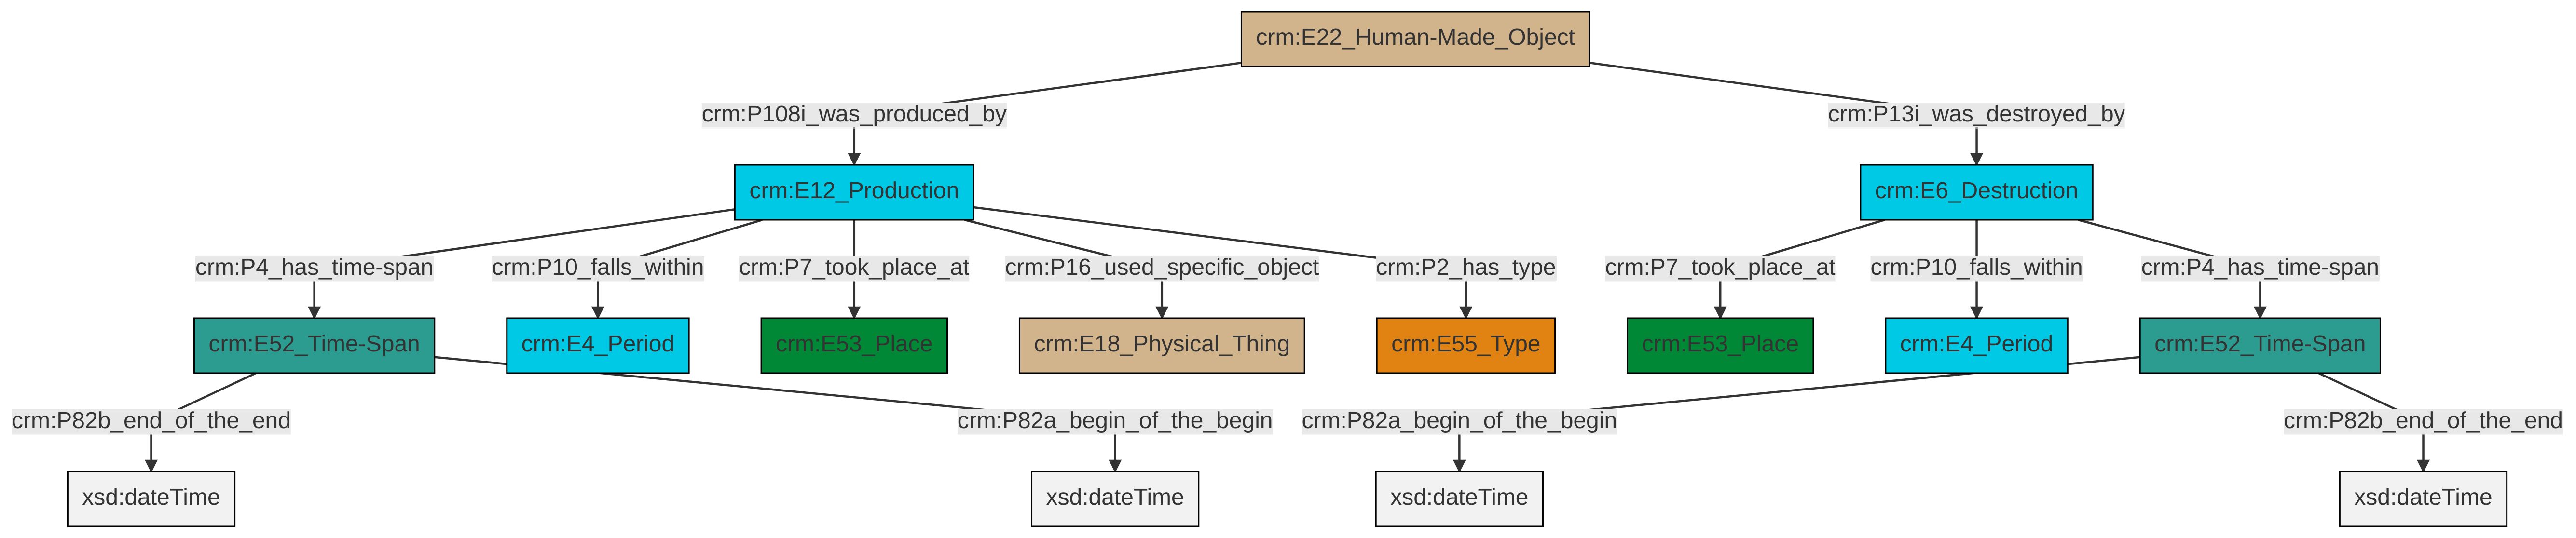 crm:E22_Human-Made_Object
crm:P108i_was_produced_by
crm:P13i_was_destroyed_by
crm:E12_Production
crm:E6_Destruction
crm:P4_has_time-span
crm:P10_falls_within
crm:P7_took_place_at
crm:P16_used_specific_object
crm:P2_has_type
crm:P7_took_place_at
crm:P10_falls_within
crm:P4_has_time-span
crm:E52_Time-Span
crm:E4_Period
crm:E53_Place
crm:E18_Physical_Thing
crm:E55_Type
crm:E53_Place
crm:E4_Period
crm:E52_Time-Span
crm:P82b_end_of_the_end
crm:P82a_begin_of_the_begin
crm:P82a_begin_of_the_begin
crm:P82b_end_of_the_end
xsd:dateTime
xsd:dateTime
xsd:dateTime
xsd:dateTime